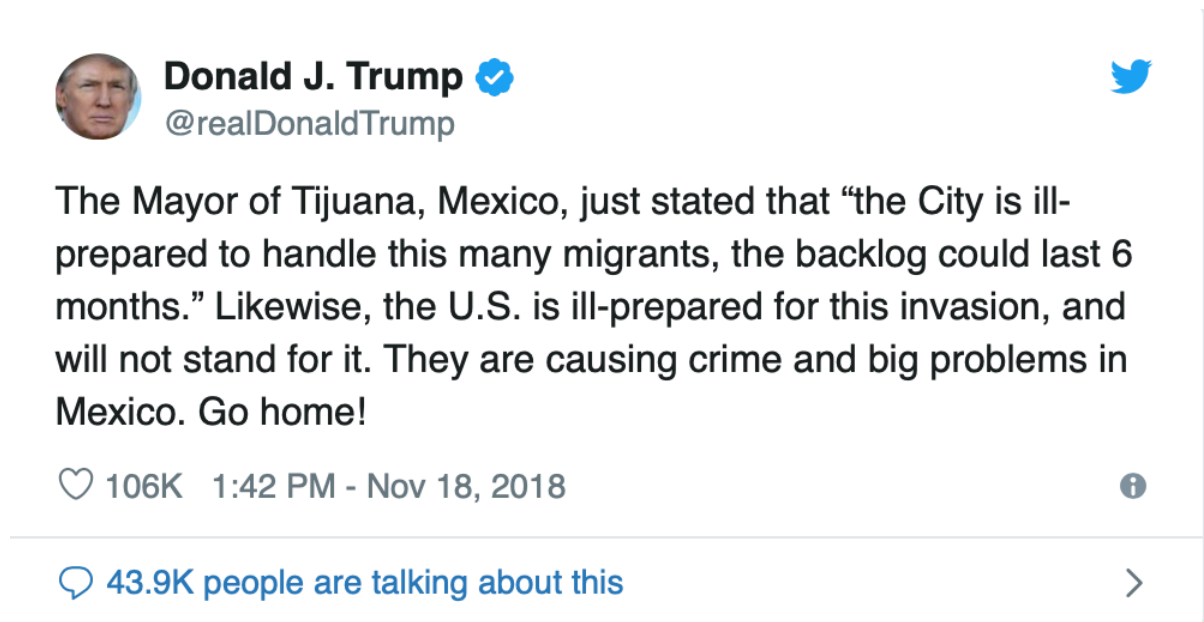 Donald J. Trump
@realDonaldTrump
The Mayor of Tijuana, Mexico, just stated that “the City is ill-
prepared to handle this many migrants, the backlog could last 6
months.” Likewise, the U.S. is ill-prepared for this invasion, and
will not stand for it. They are causing crime and big problems in
Mexico. Go home!
106K 1:42 PM - Nov 18, 2018
43.9K people are talking about this